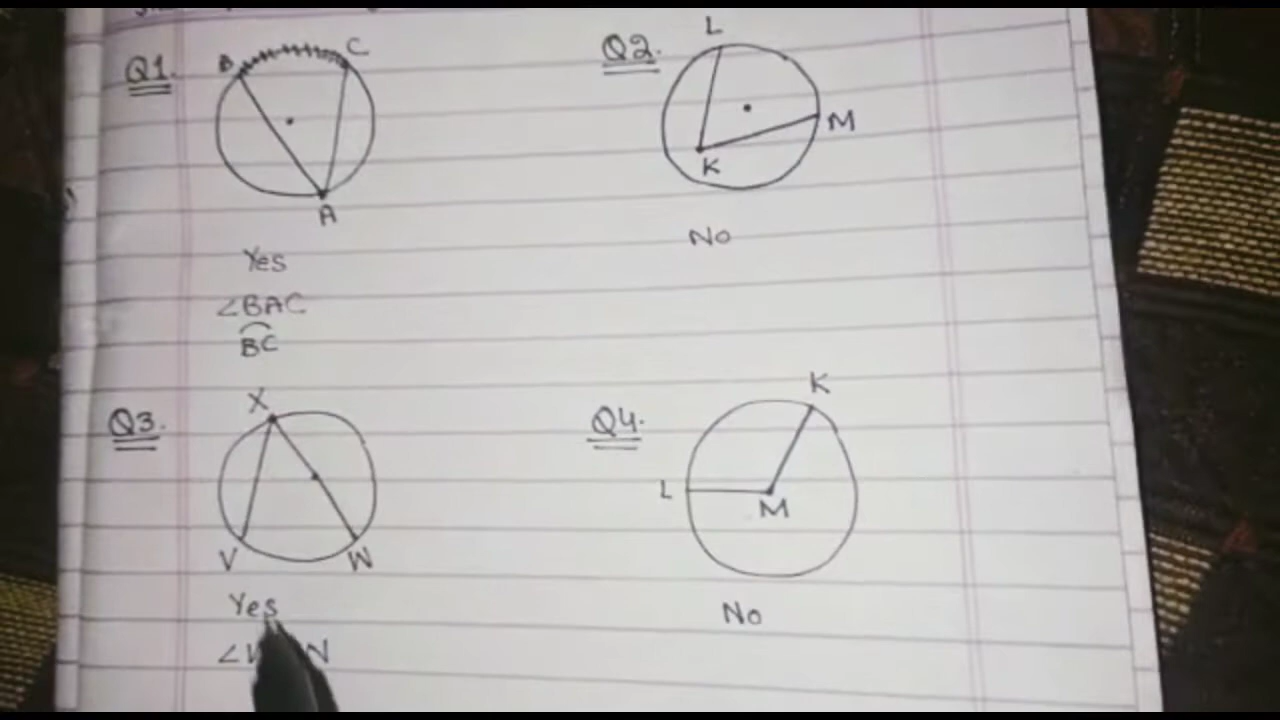 Q1.
B
C
A
Yes
∠BAC
BC
Q2.
L
M
K
No
Q3.
X
V
W
Yes
Q4.
K
L
M
No